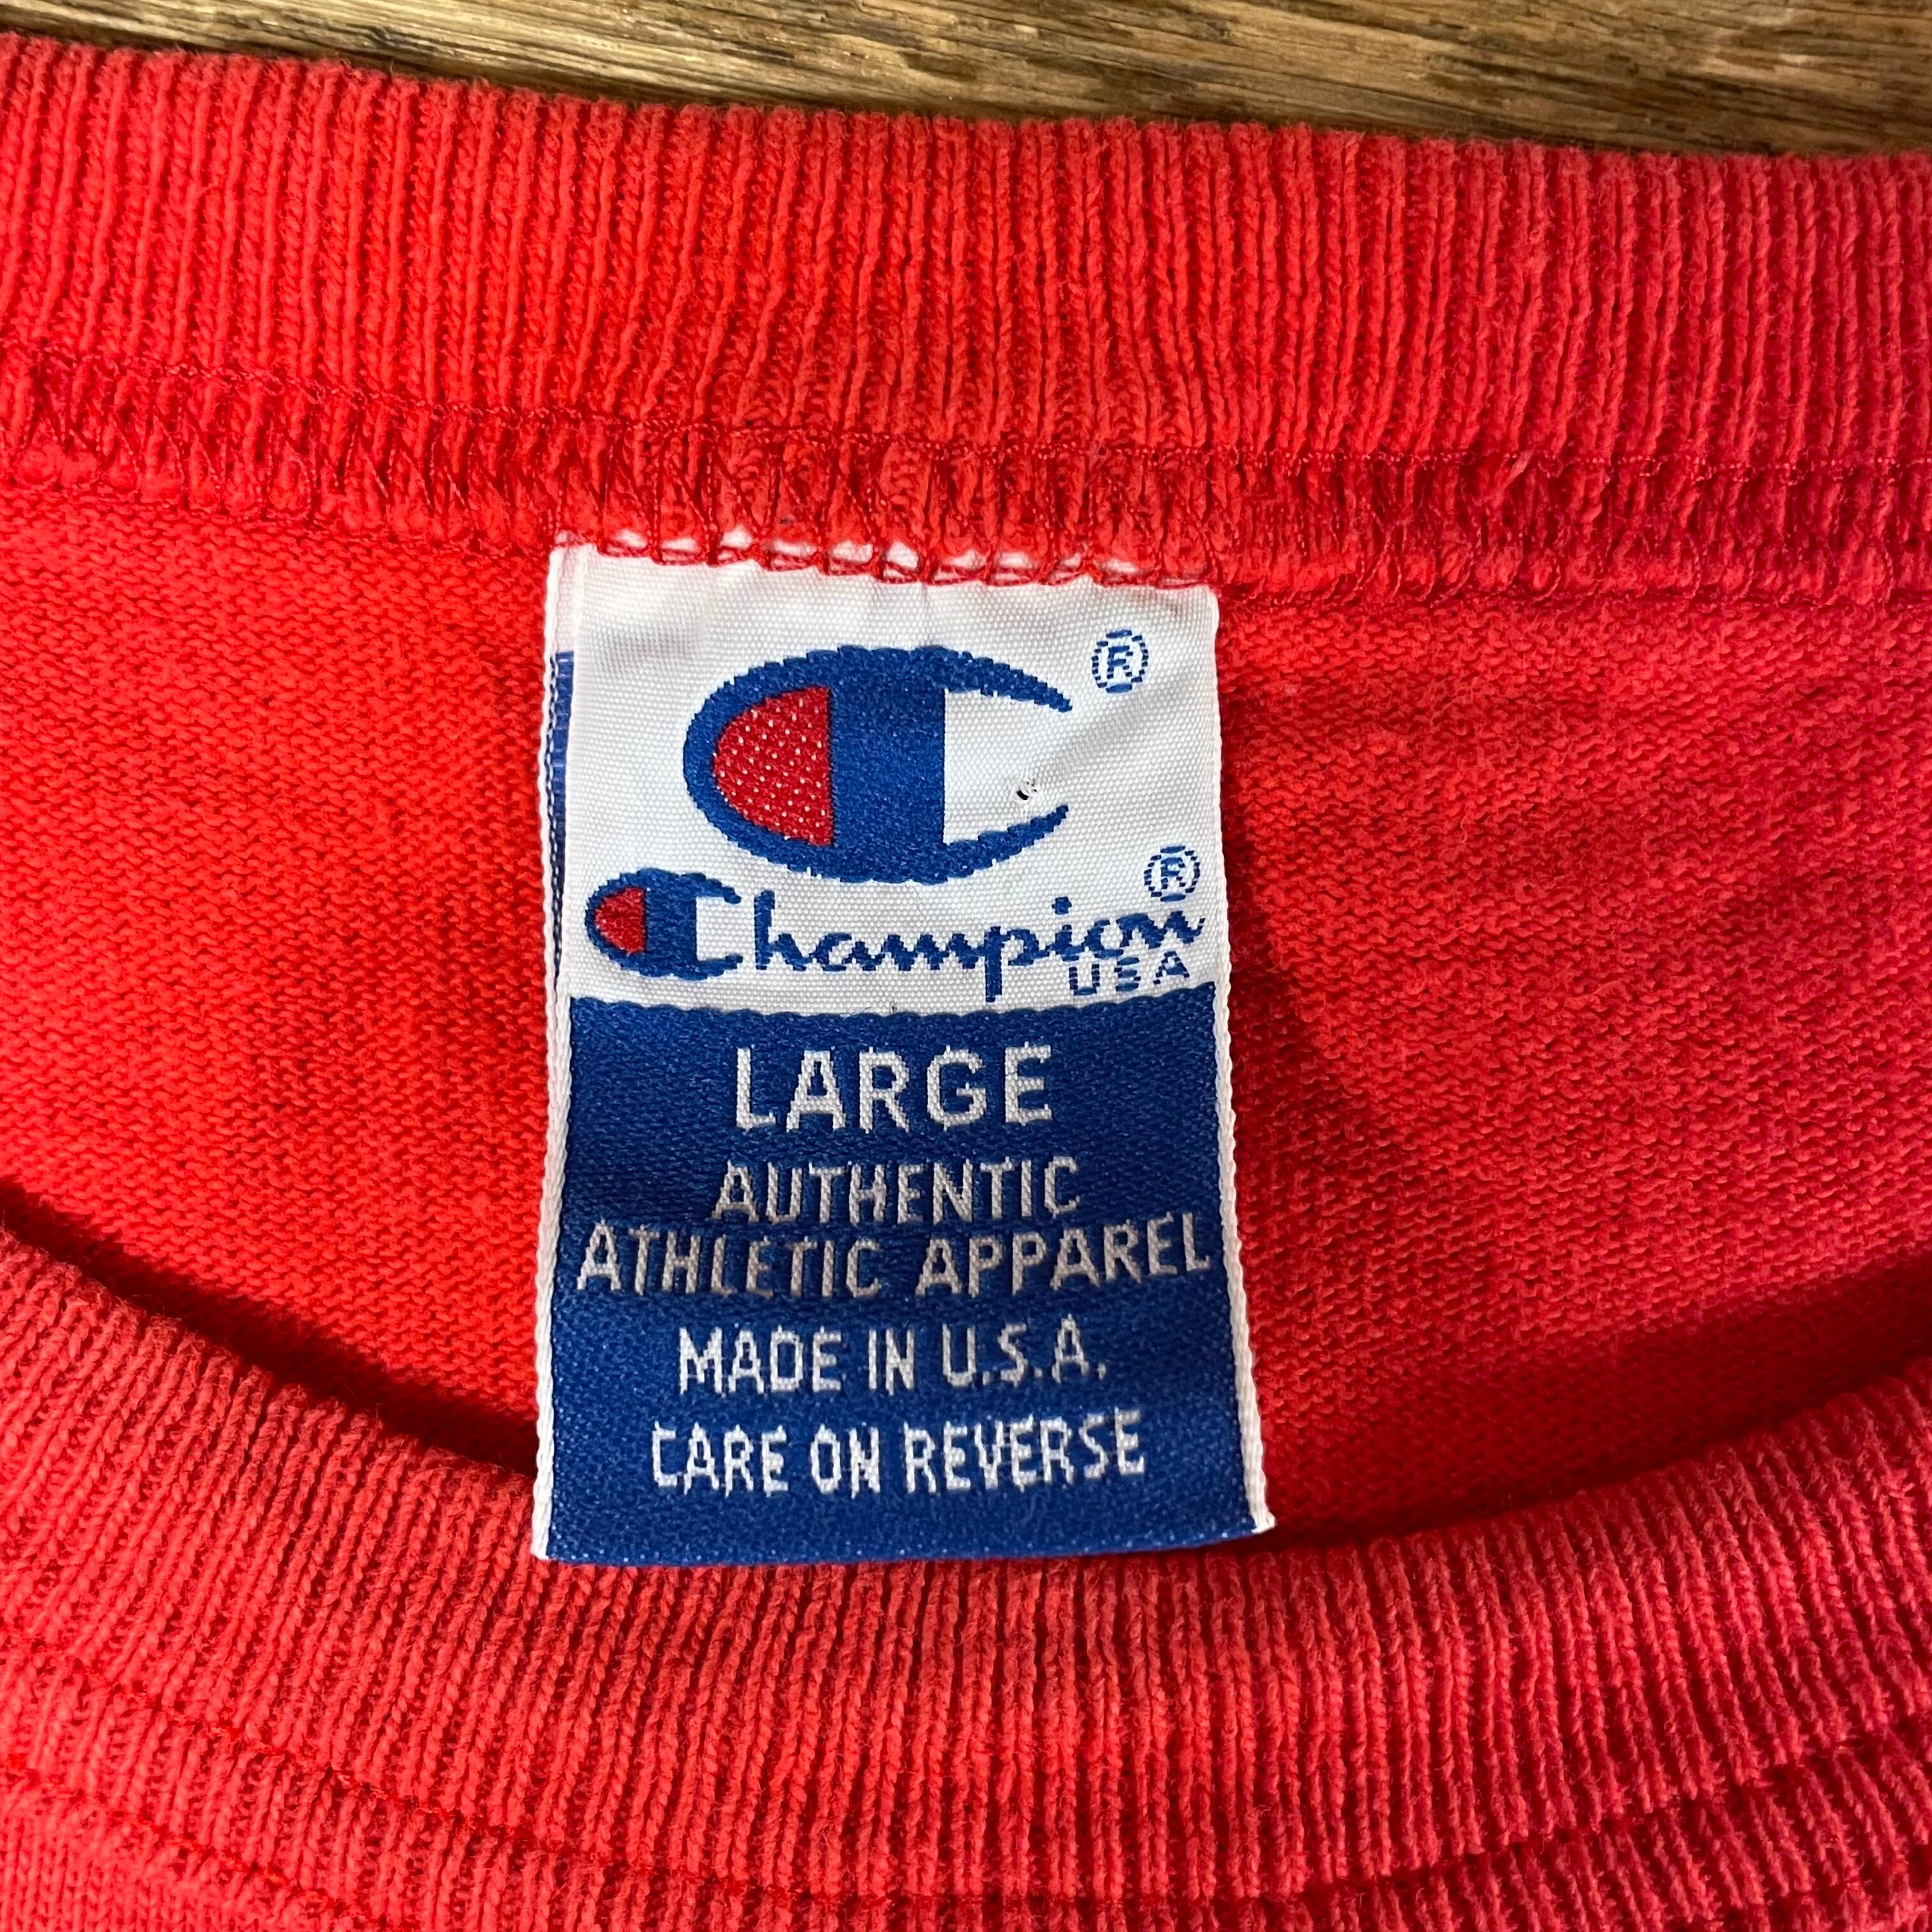 ®
Champion®
USA
LARGE
AUTHENTIC
ATHLETIC APPAREL
MADE IN U.S.A.
CARE ON REVERSE